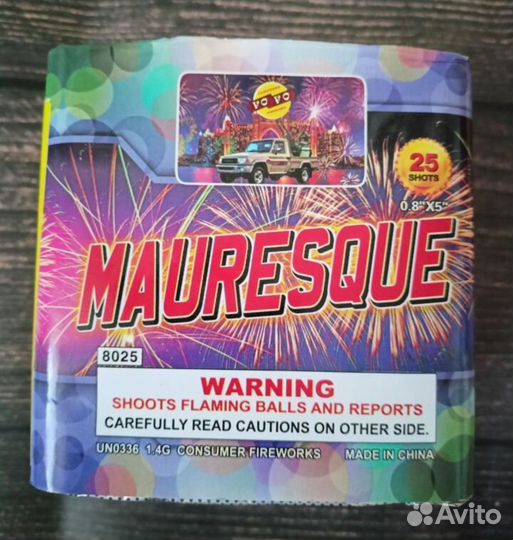 VO VO
25
SHOTS
0.8"X5"
MAURESQUE
8025
WARNING
SHOOTS FLAMING BALLS AND REPORTS
CAREFULLY READ CAUTIONS ON OTHER SIDE.
UN0336 1.4G CONSUMER FIREWORKS MADE IN CHINA
Avito